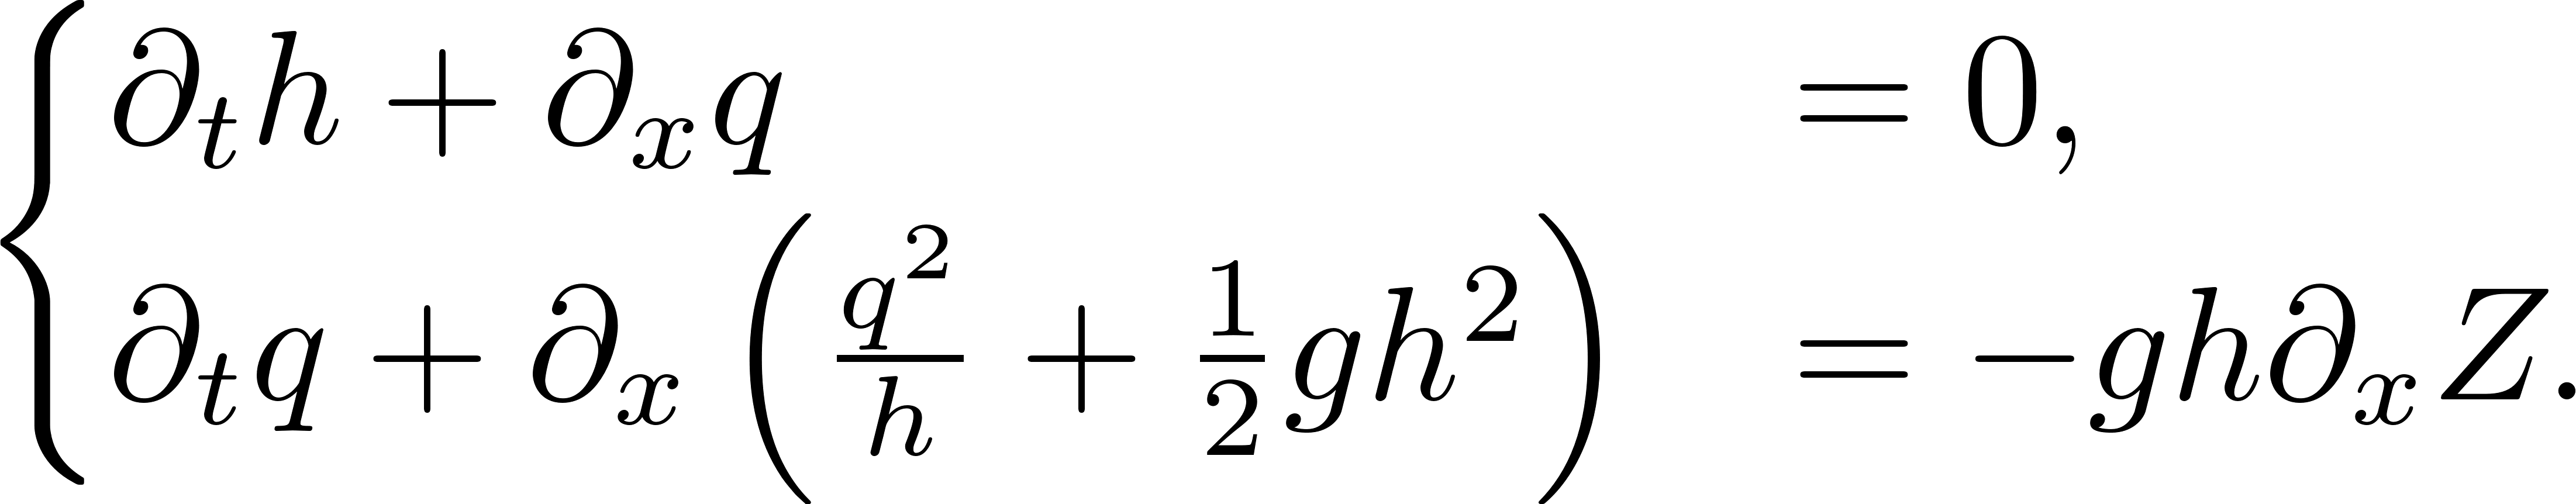 ∂ₜh + ∂ₓq = 0,
∂ₜq + ∂ₓ(q²/h + ½gh²) = −gh∂ₓZ.